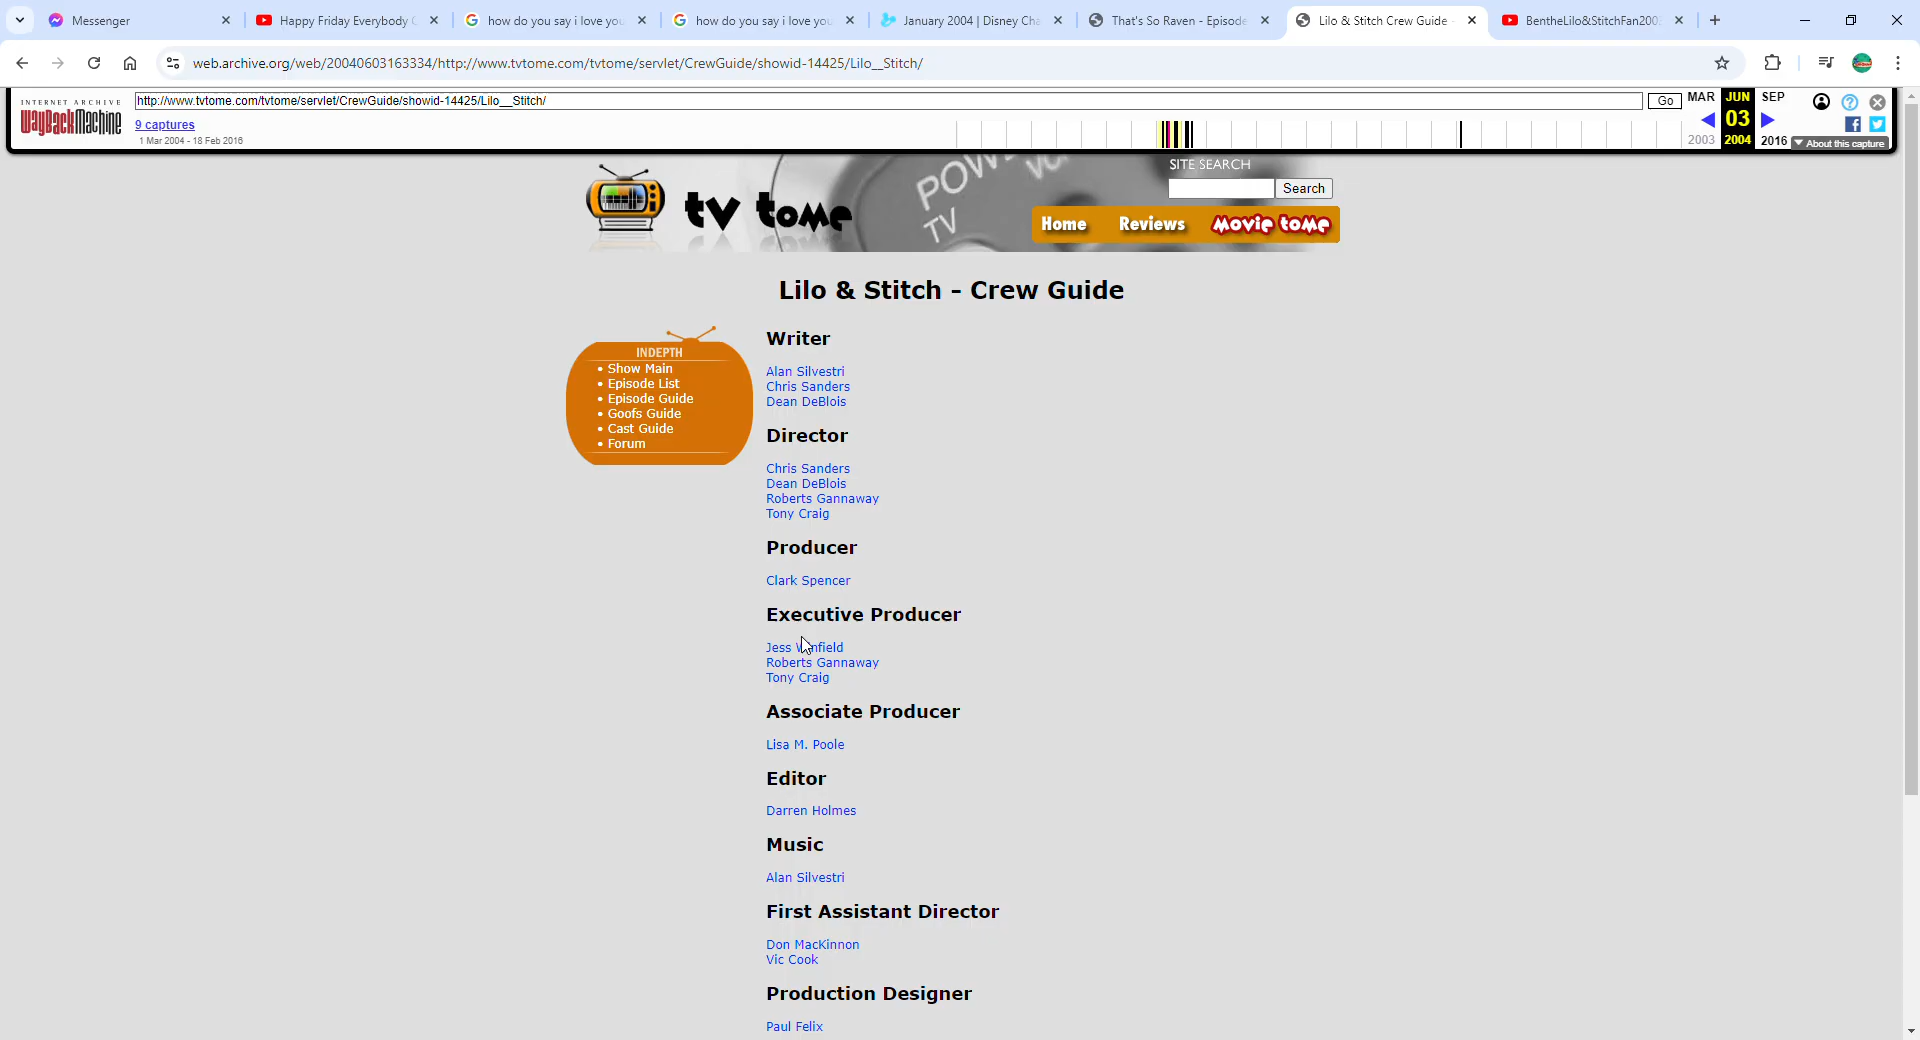 Messenger
Happy Friday Everybody
how do you say i love you
how do you say i love you
January 2004 | Disney Cha
That's So Raven - Episode
Lilo & Stitch Crew Guide
BentheLilo&StitchFan200
web.archive.org/web/20040603163334/http://www.tvtome.com/tvtome/servlet/CrewGuide/showid-14425/Lilo__Stitch/
INTERNET ARCHIVE
WayBackMachine
http://www.tvtome.com/tvtome/servlet/CrewGuide/showid-14425/Lilo__Stitch/
Go
9 captures
1 Mar 2004 - 18 Feb 2016
MAR JUN SEP
03
2003 2004 2016
About this capture
POWER
VO
TV
tv tome
SITE SEARCH
Search
Home Reviews Movie tome
Lilo & Stitch - Crew Guide
INDEPTH
• Show Main
• Episode List
• Episode Guide
• Goofs Guide
• Cast Guide
• Forum
Writer
Alan Silvestri
Chris Sanders
Dean DeBlois
Director
Chris Sanders
Dean DeBlois
Roberts Gannaway
Tony Craig
Producer
Clark Spencer
Executive Producer
Jess Winfield
Roberts Gannaway
Tony Craig
Associate Producer
Lisa M. Poole
Editor
Darren Holmes
Music
Alan Silvestri
First Assistant Director
Don MacKinnon
Vic Cook
Production Designer
Paul Felix